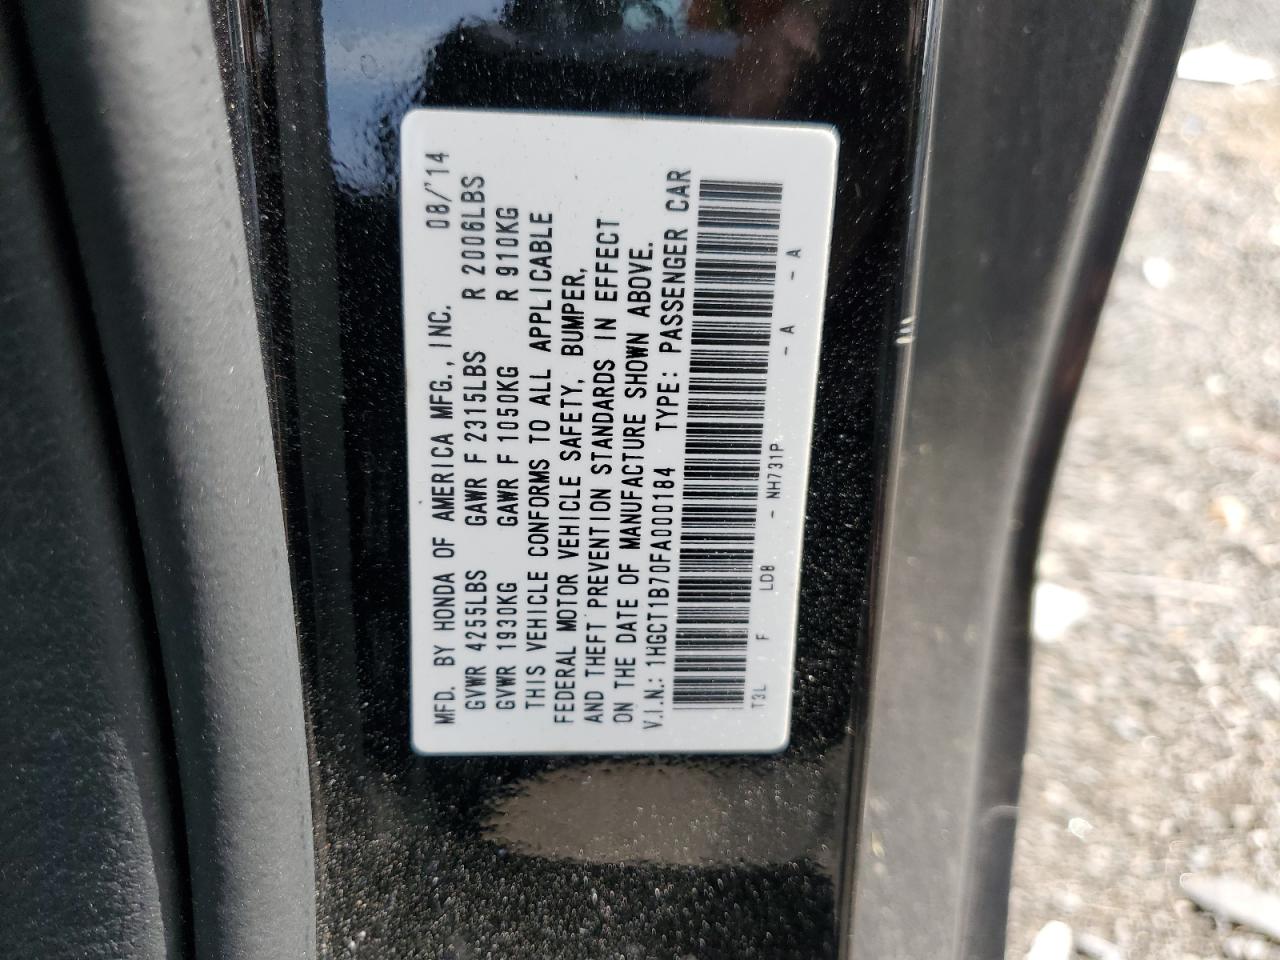 MFD. BY HONDA OF AMERICA MFG., INC. 08/'14
GVWR 4255LBS GAWR F 2315LBS R 2006LBS
GVWR 1930KG GAWR F 1050KG R 910KG
THIS VEHICLE CONFORMS TO ALL APPLICABLE
FEDERAL MOTOR VEHICLE SAFETY, BUMPER,
AND THEFT PREVENTION STANDARDS IN EFFECT
ON THE DATE OF MANUFACTURE SHOWN ABOVE.
V.I.N.: 1HGCT1B70FA000184 TYPE: PASSENGER CAR
T3L F LDB - NH731P - A - A